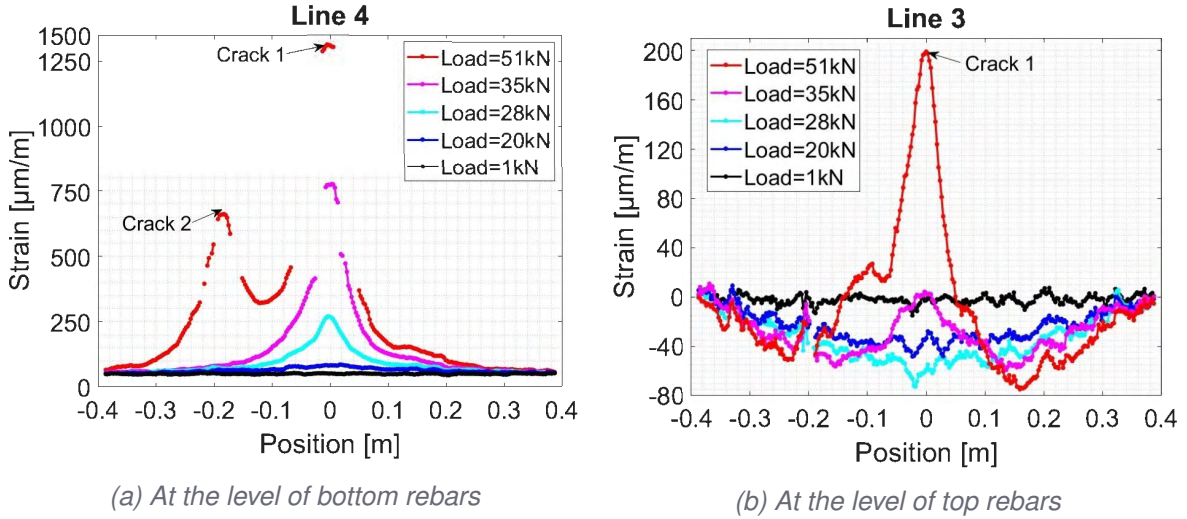 Line 4
1500
1250
1000
750
500
250
0
Strain [µm/m]
Crack 1
Crack 2
Load=51kN
Load=35kN
Load=28kN
Load=20kN
Load=1kN
-0.4 -0.3 -0.2 -0.1 0 0.1 0.2 0.3 0.4
Position [m]
(a) At the level of bottom rebars
Line 3
200
160
120
80
40
0
-40
-80
Strain [µm/m]
Load=51kN
Load=35kN
Load=28kN
Load=20kN
Load=1kN
Crack 1
-0.4 -0.3 -0.2 -0.1 0 0.1 0.2 0.3 0.4
Position [m]
(b) At the level of top rebars